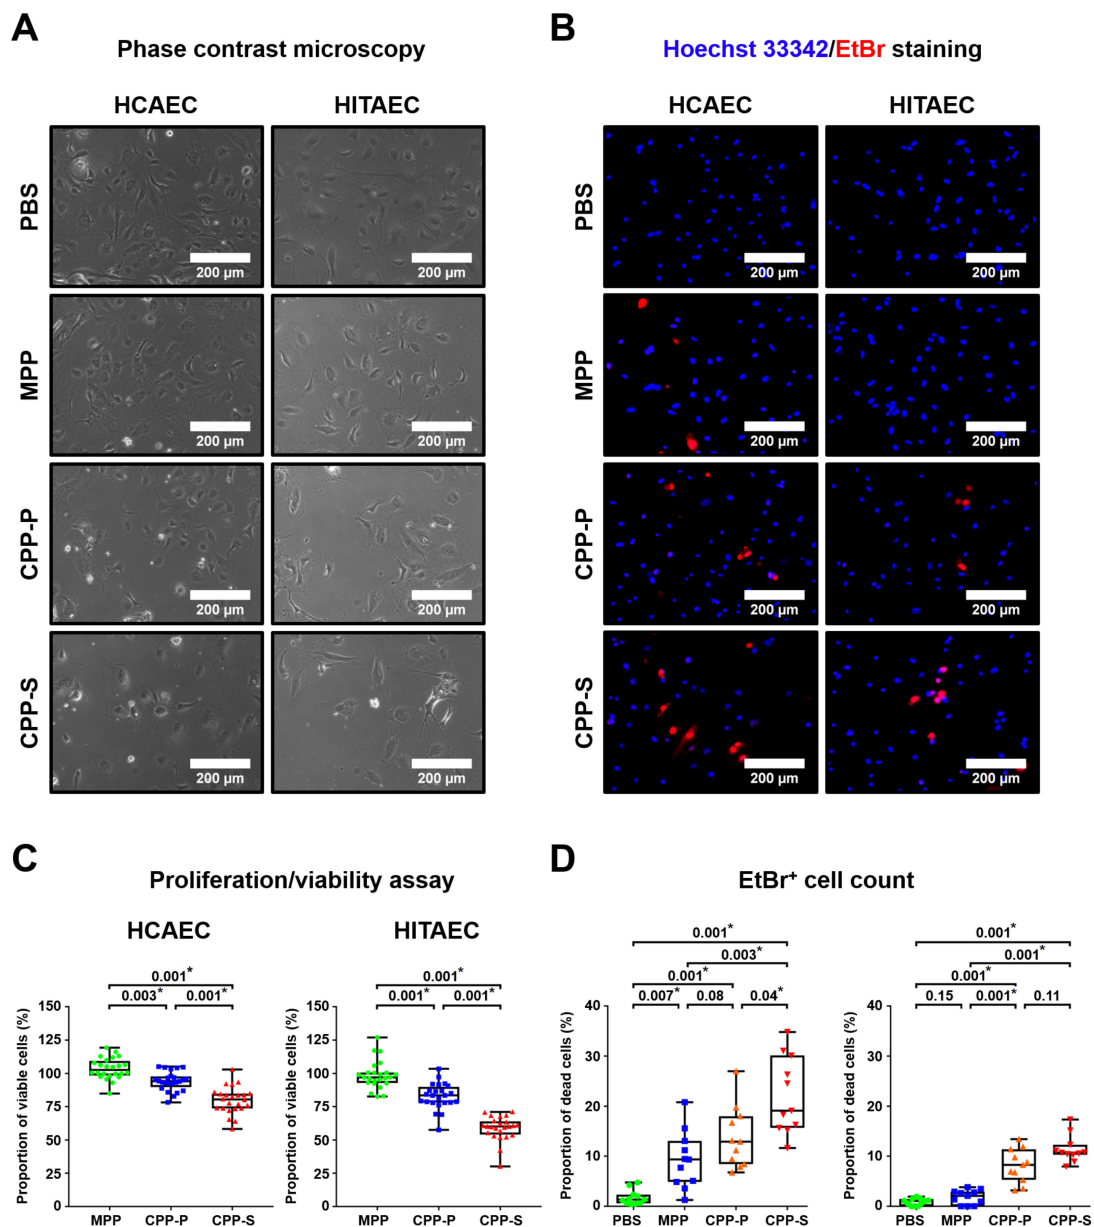 A
Phase contrast microscopy
HCAEC HITAEC
PBS
200 µm 200 µm
MPP
200 µm 200 µm
CPP-P
200 µm 200 µm
CPP-S
200 µm 200 µm
B
Hoechst 33342/EtBr staining
HCAEC HITAEC
200 µm 200 µm
200 µm 200 µm
200 µm 200 µm
200 µm 200 µm
C
Proliferation/viability assay
HCAEC
0.001*
0.003* 0.001*
Proportion of viable cells (%)
150
125
100
75
50
25
0
MPP CPP-P CPP-S
HITAEC
0.001*
0.001* 0.001*
Proportion of viable cells (%)
150
125
100
75
50
25
0
MPP CPP-P CPP-S
D
EtBr⁺ cell count
0.001*
0.003*
0.001*
0.007* 0.08 0.04*
Proportion of dead cells (%)
40
30
20
10
0
PBS MPP CPP-P CPP-S
0.001*
0.001*
0.001*
0.15 0.001* 0.11
Proportion of dead cells (%)
40
30
20
10
0
PBS MPP CPP-P CPP-S